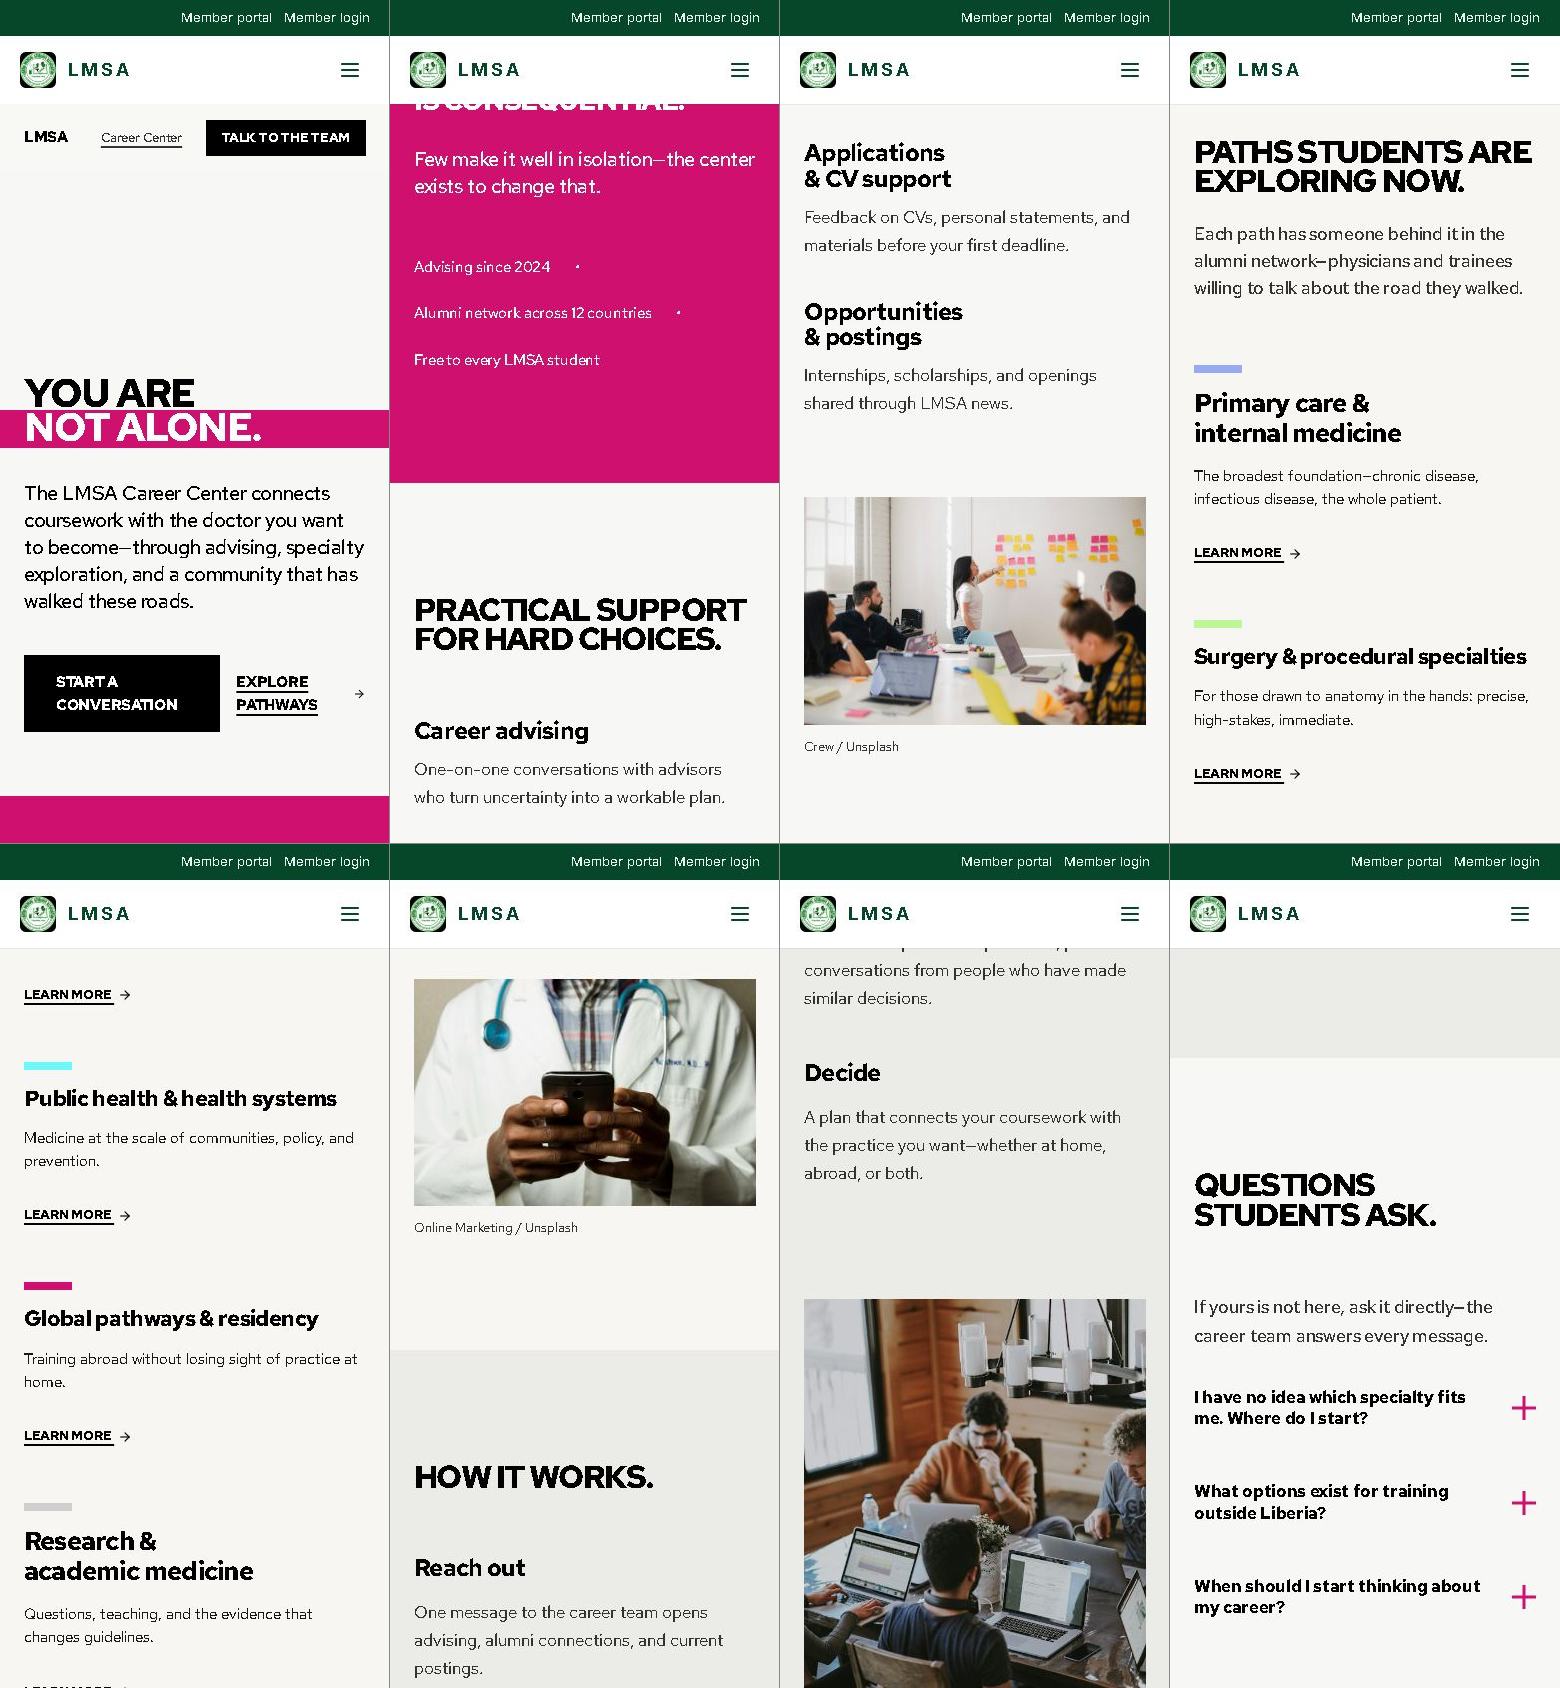 Member portal Member login
LMSA
LMSA Career Center TALK TO THE TEAM
YOU ARE
NOT ALONE.
The LMSA Career Center connects
coursework with the doctor you want
to become—through advising, specialty
exploration, and a community that has
walked these roads.
START A
CONVERSATION
EXPLORE
PATHWAYS →
Member portal Member login
LMSA
IS CONSEQUENTIAL.
Few make it well in isolation—the center
exists to change that.
Advising since 2024 •
Alumni network across 12 countries •
Free to every LMSA student
PRACTICAL SUPPORT
FOR HARD CHOICES.
Career advising
One-on-one conversations with advisors
who turn uncertainty into a workable plan.
Member portal Member login
LMSA
Applications
& CV support
Feedback on CVs, personal statements, and
materials before your first deadline.
Opportunities
& postings
Internships, scholarships, and openings
shared through LMSA news.
Crew / Unsplash
Member portal Member login
LMSA
PATHS STUDENTS ARE
EXPLORING NOW.
Each path has someone behind it in the
alumni network—physicians and trainees
willing to talk about the road they walked.
Primary care &
internal medicine
The broadest foundation—chronic disease,
infectious disease, the whole patient.
LEARN MORE →
Surgery & procedural specialties
For those drawn to anatomy in the hands: precise,
high-stakes, immediate.
LEARN MORE →
Member portal Member login
LMSA
LEARN MORE →
Public health & health systems
Medicine at the scale of communities, policy, and
prevention.
LEARN MORE →
Global pathways & residency
Training abroad without losing sight of practice at
home.
LEARN MORE →
Research &
academic medicine
Questions, teaching, and the evidence that
changes guidelines.
Member portal Member login
LMSA
Online Marketing / Unsplash
HOW IT WORKS.
Reach out
One message to the career team opens
advising, alumni connections, and current
postings.
Member portal Member login
LMSA
conversations from people who have made
similar decisions.
Decide
A plan that connects your coursework with
the practice you want—whether at home,
abroad, or both.
Member portal Member login
LMSA
QUESTIONS
STUDENTS ASK.
If yours is not here, ask it directly—the
career team answers every message.
I have no idea which specialty fits
me. Where do I start?
What options exist for training
outside Liberia?
When should I start thinking about
my career?